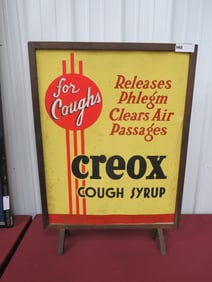 for
Coughs
Releases
Phlegm
Clears Air
Passages
creox
COUGH SYRUP